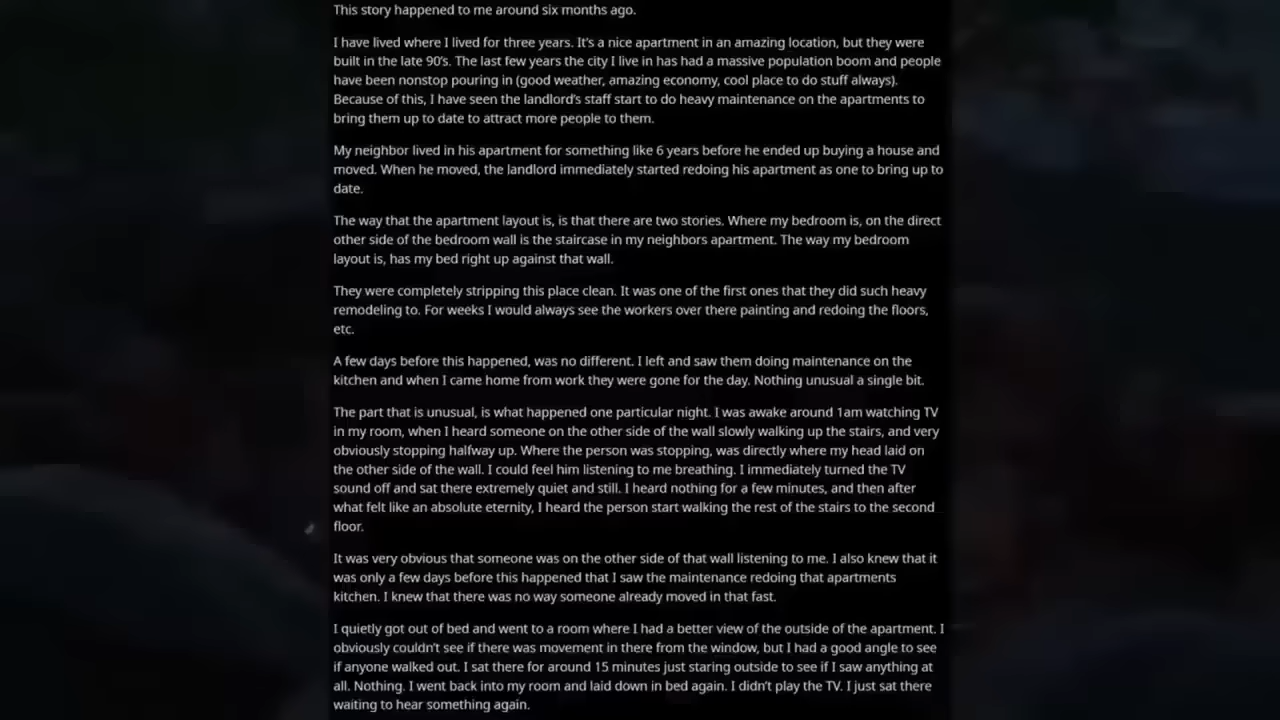 This story happened to me around six months ago.
I have lived where I lived for three years. It's a nice apartment in an amazing location, but they were
built in the late 90's. The last few years the city I live in has had a massive population boom and people
have been nonstop pouring in (good weather, amazing economy, cool place to do stuff always).
Because of this, I have seen the landlord's staff start to do heavy maintenance on the apartments to
bring them up to date to attract more people to them.
My neighbor lived in his apartment for something like 6 years before he ended up buying a house and
moved. When he moved, the landlord immediately started redoing his apartment as one to bring up to
date.
The way that the apartment layout is, is that there are two stories. Where my bedroom is, on the direct
other side of the bedroom wall is the staircase in my neighbors apartment. The way my bedroom
layout is, has my bed right up against that wall.
They were completely stripping this place clean. It was one of the first ones that they did such heavy
remodeling to. For weeks I would always see the workers over there painting and redoing the floors,
etc.
A few days before this happened, was no different. I left and saw them doing maintenance on the
kitchen and when I came home from work they were gone for the day. Nothing unusual a single bit.
The part that is unusual, is what happened one particular night. I was awake around 1am watching TV
in my room, when I heard someone on the other side of the wall slowly walking up the stairs, and very
obviously stopping halfway up. Where the person was stopping, was directly where my head laid on
the other side of the wall. I could feel him listening to me breathing. I immediately turned the TV
sound off and sat there extremely quiet and still. I heard nothing for a few minutes, and then after
what felt like an absolute eternity, I heard the person start walking the rest of the stairs to the second
floor.
It was very obvious that someone was on the other side of that wall listening to me. I also knew that it
was only a few days before this happened that I saw the maintenance redoing that apartments
kitchen. I knew that there was no way someone already moved in that fast.
I quietly got out of bed and went to a room where I had a better view of the outside of the apartment. I
obviously couldn't see if there was movement in there from the window, but I had a good angle to see
if anyone walked out. I sat there for around 15 minutes just staring outside to see if I saw anything at
all. Nothing. I went back into my room and laid down in bed again. I didn't play the TV. I just sat there
waiting to hear something again.